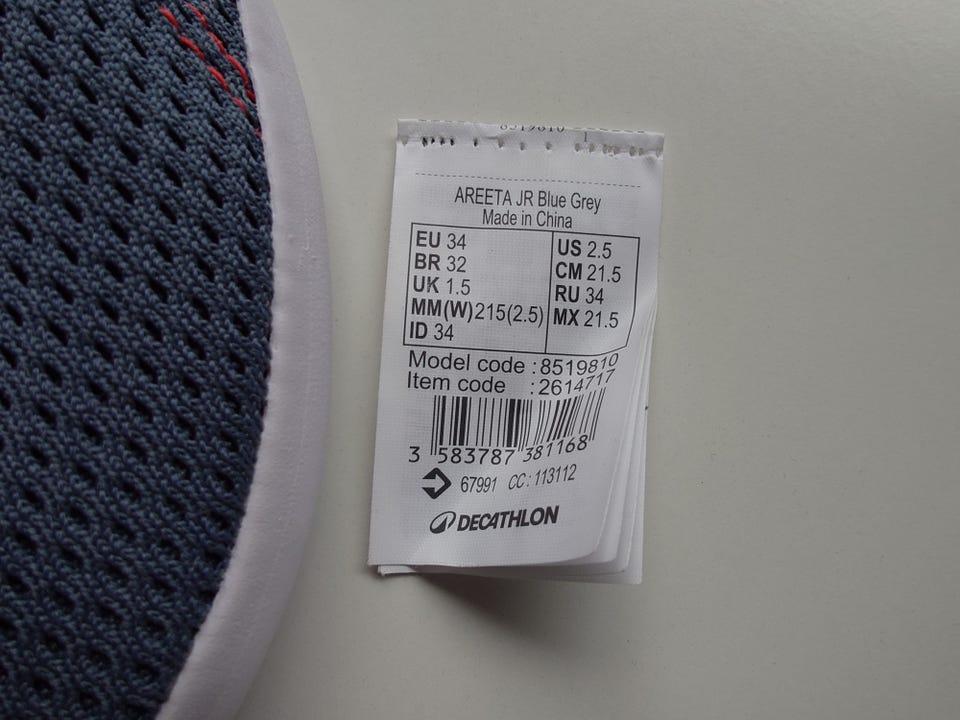 8519810
AREETA JR Blue Grey
Made in China
EU 34
BR 32
UK 1.5
MM(W)215(2.5)
ID 34
US 2.5
CM 21.5
RU 34
MX 21.5
Model code :8519810
Item code :2614717
3 583787 381168
67991 CC : 113112
DECATHLON